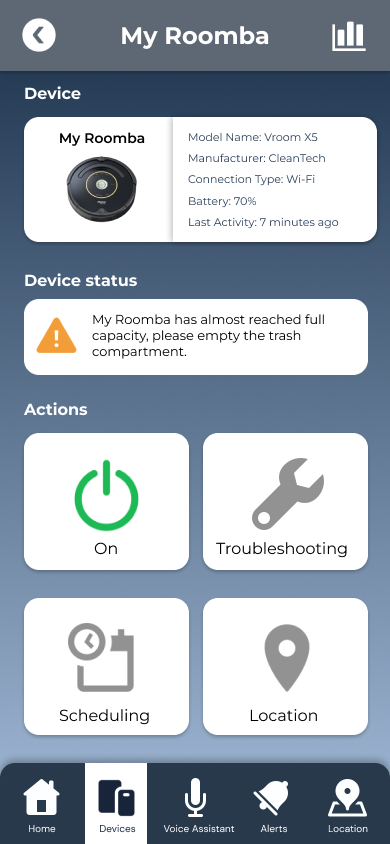 My Roomba
Device
My Roomba
Model Name: Vroom X5
Manufacturer: CleanTech
Connection Type: Wi-Fi
Battery: 70%
Last Activity: 7 minutes ago
Device status
My Roomba has almost reached full
capacity, please empty the trash
compartment.
Actions
On
Troubleshooting
Scheduling
Location
Home
Devices
Voice Assistant
Alerts
Location